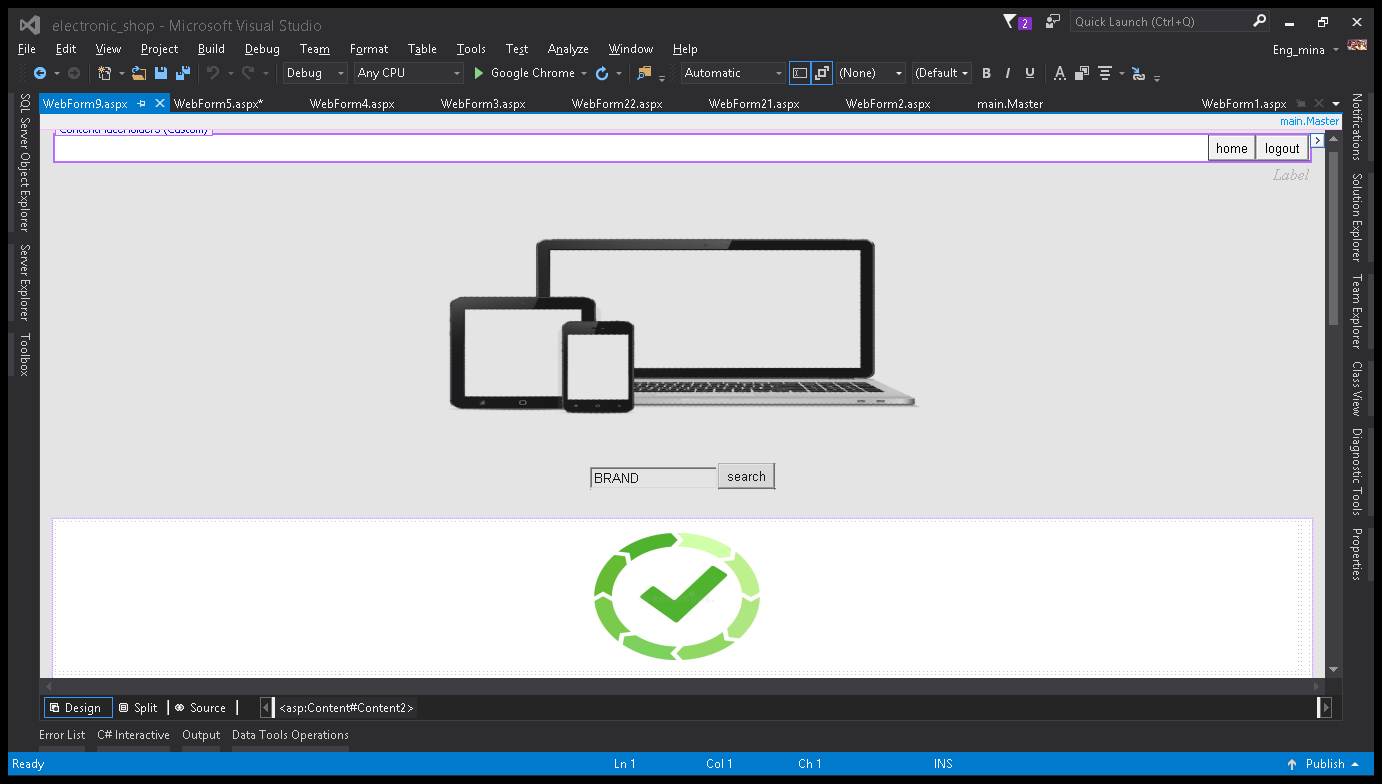 electronic_shop - Microsoft Visual Studio
2
Quick Launch (Ctrl+Q)
File Edit View Project Build Debug Team Format Table Tools Test Analyze Window Help
Eng_mina
Debug Any CPU Google Chrome Automatic (None) (Default B I U A
WebForm9.aspx WebForm5.aspx* WebForm4.aspx WebForm3.aspx WebForm22.aspx WebForm21.aspx WebForm2.aspx main.Master WebForm1.aspx
main.Master
SQL Server Object Explorer
Server Explorer
Toolbox
(Custom)
home logout
Label
BRAND search
Notifications
Solution Explorer
Team Explorer
Class View
Diagnostic Tools
Properties
Design Split Source <asp:Content#Content2>
Error List C# Interactive Output Data Tools Operations
Ready Ln 1 Col 1 Ch 1 INS Publish